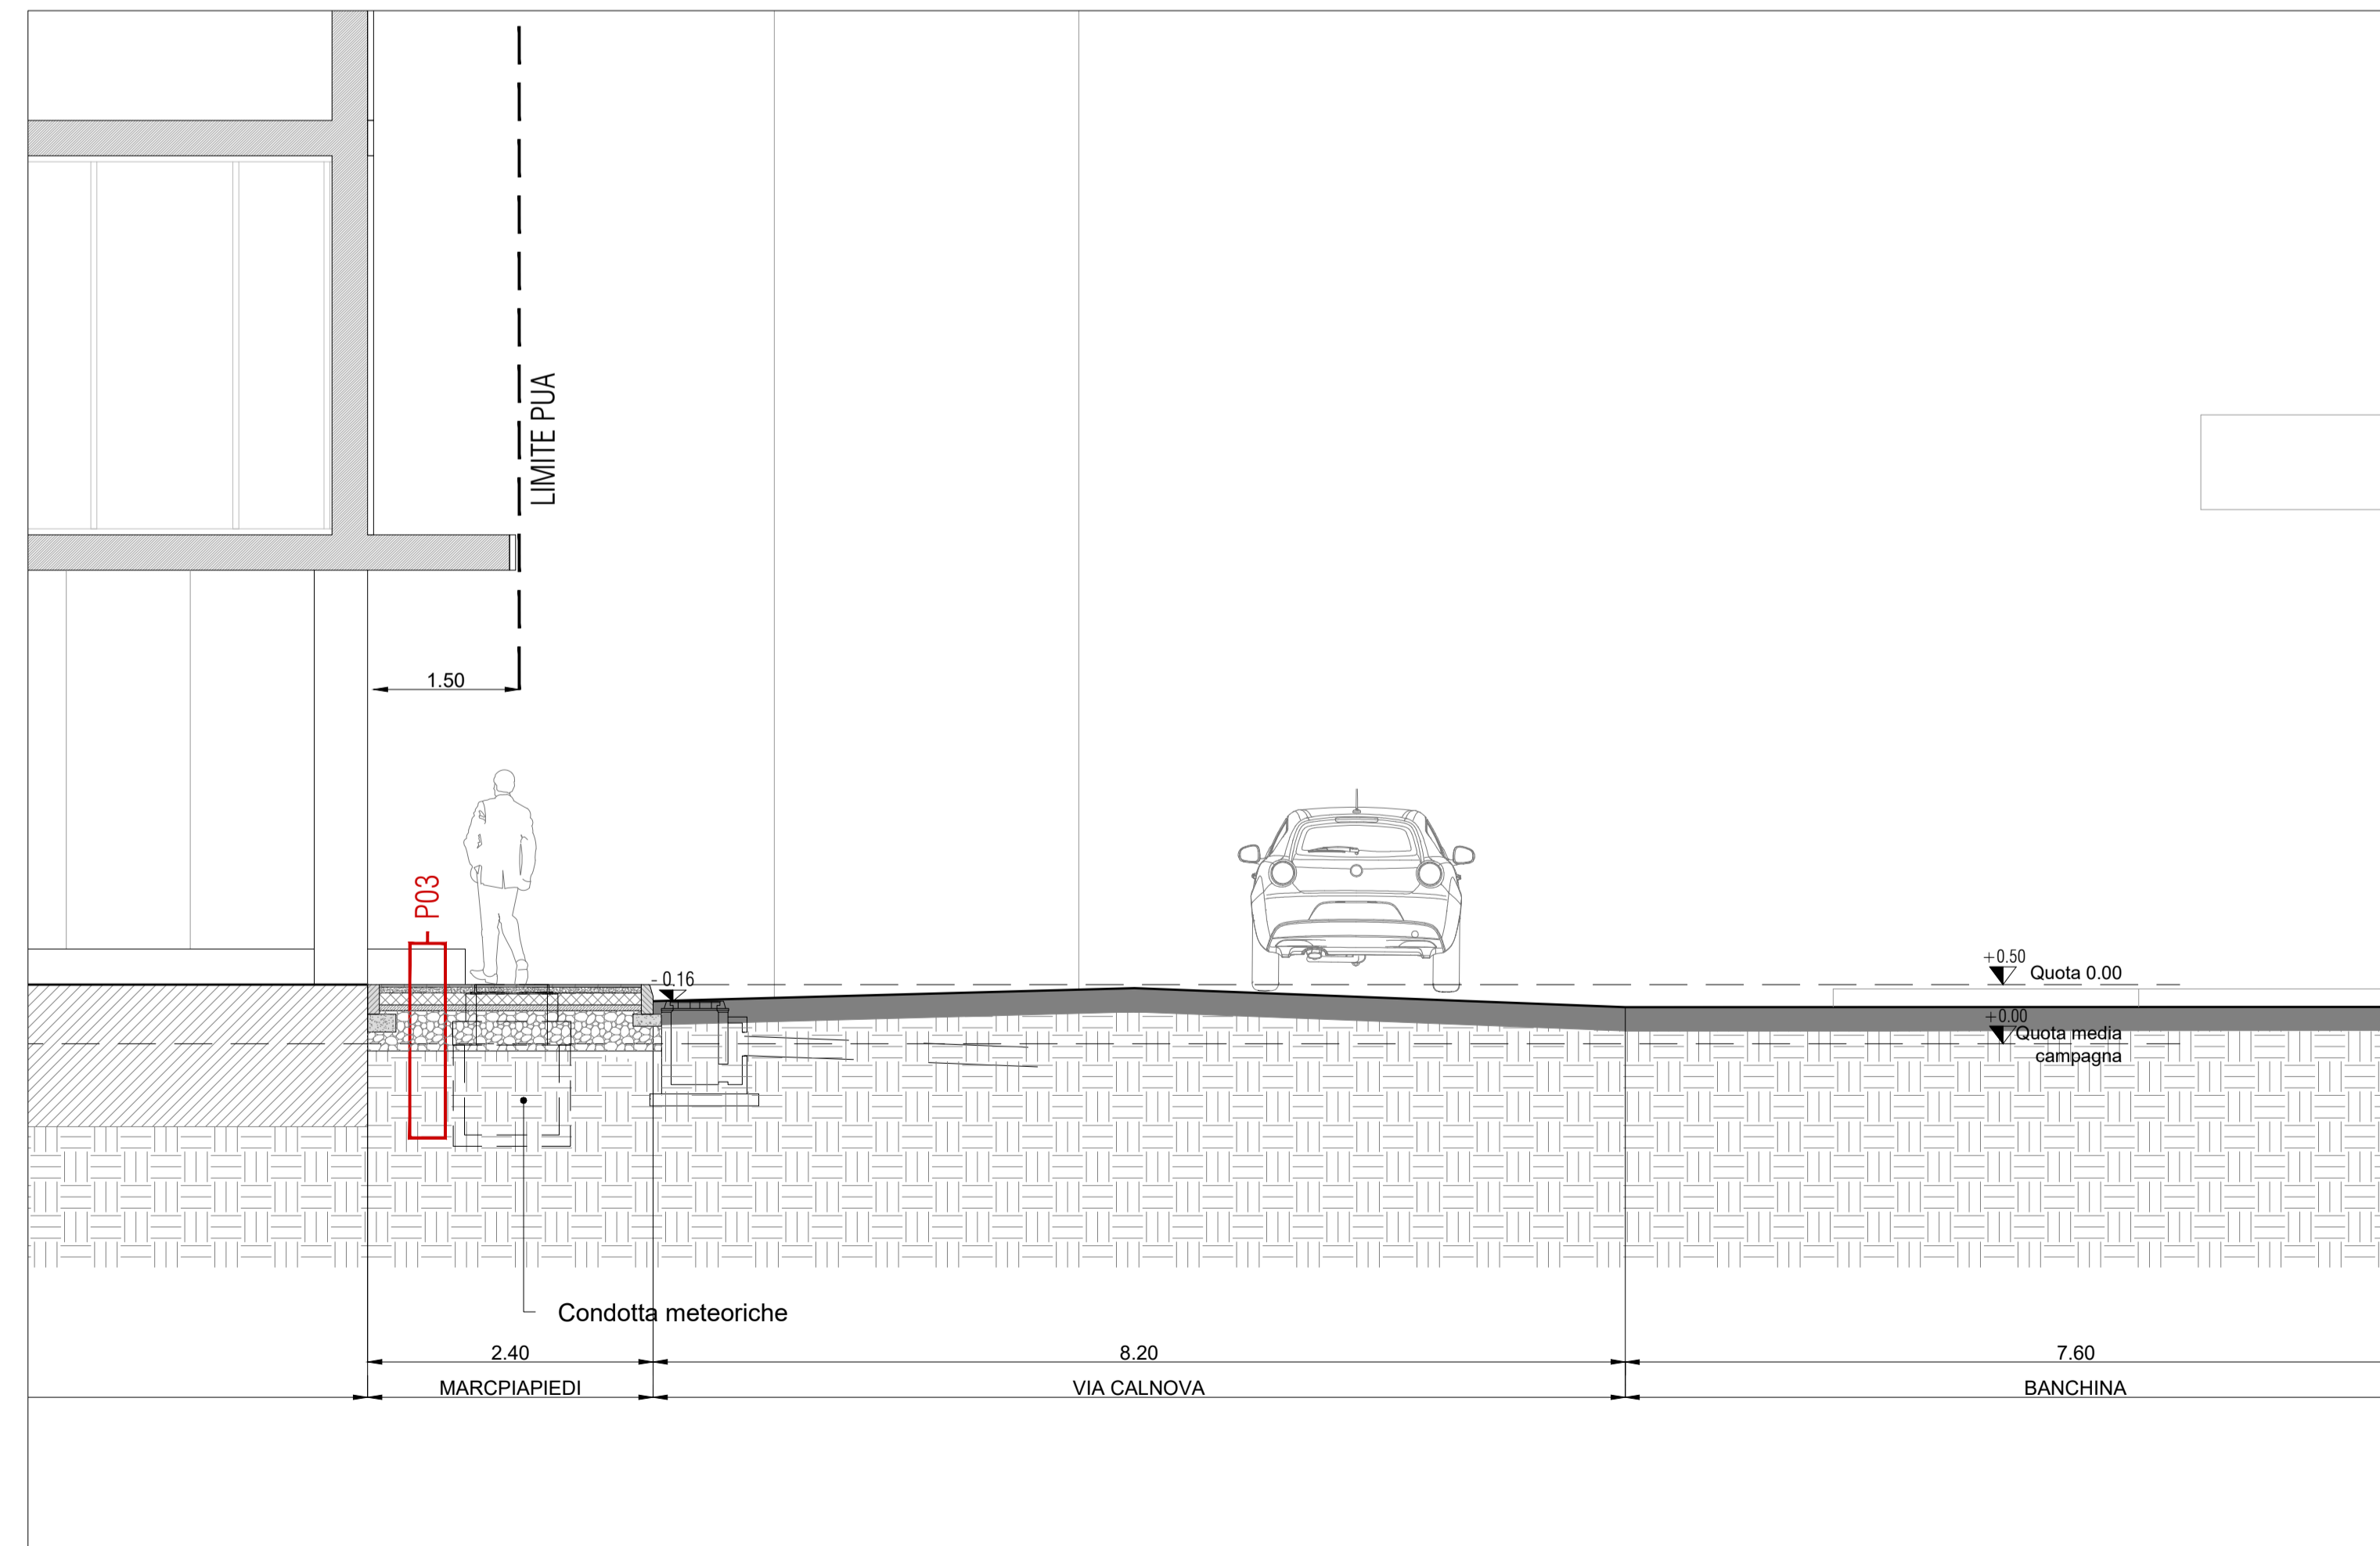 LIMITE PUA
1.50
P03
- 0.16
+0.50
Quota 0.00
+0.00
Quota media
campagna
Condotta meteoriche
2.40
8.20
7.60
MARCPIAPIEDI
VIA CALNOVA
BANCHINA